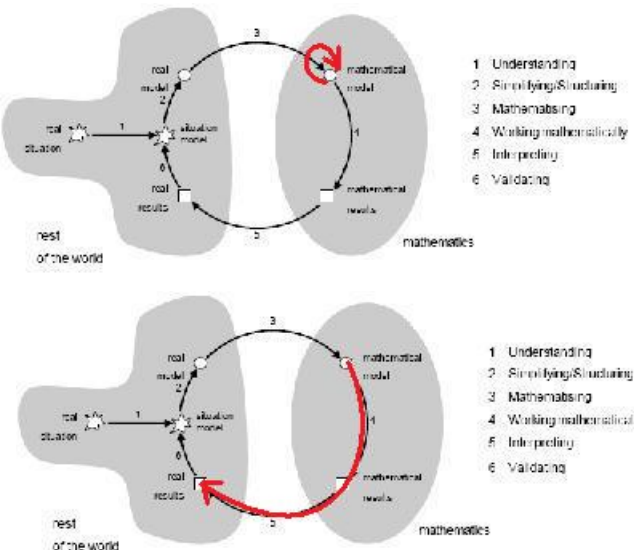 3
real
model
mathematical
model
2
real
situation
1
situation
model
4
6
real
results
mathematical
results
5
rest
of the world
mathematics
1 Understanding
2 Simplifying/Structuring
3 Mathematising
4 Working mathematically
5 Interpreting
6 Validating
3
real
model
mathematical
model
2
real
situation
1
situation
model
4
6
real
results
mathematical
results
5
rest
of the world
mathematics
1 Understanding
2 Simplifying/Structuring
3 Mathematising
4 Working mathematical
5 Interpreting
6 Validating